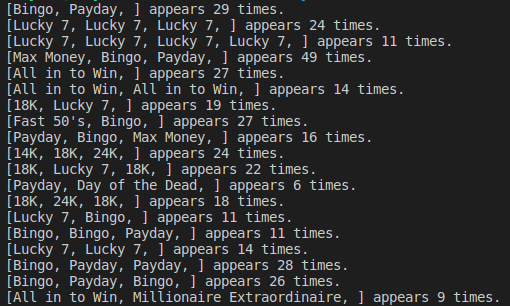 [Bingo, Payday, ] appears 29 times.
[Lucky 7, Lucky 7, Lucky 7, ] appears 24 times.
[Lucky 7, Lucky 7, Lucky 7, Lucky 7, ] appears 11 times.
[Max Money, Bingo, Payday, ] appears 49 times.
[All in to Win, ] appears 27 times.
[All in to Win, All in to Win, ] appears 14 times.
[18K, Lucky 7, ] appears 19 times.
[Fast 50's, Bingo, ] appears 27 times.
[Payday, Bingo, Max Money, ] appears 16 times.
[14K, 18K, 24K, ] appears 24 times.
[18K, Lucky 7, 18K, ] appears 22 times.
[Payday, Day of the Dead, ] appears 6 times.
[18K, 24K, 18K, ] appears 18 times.
[Lucky 7, Bingo, ] appears 11 times.
[Bingo, Bingo, Payday, ] appears 11 times.
[Lucky 7, Lucky 7, ] appears 14 times.
[Bingo, Payday, Payday, ] appears 28 times.
[Bingo, Payday, Bingo, ] appears 26 times.
[All in to Win, Millionaire Extraordinaire, ] appears 9 times.